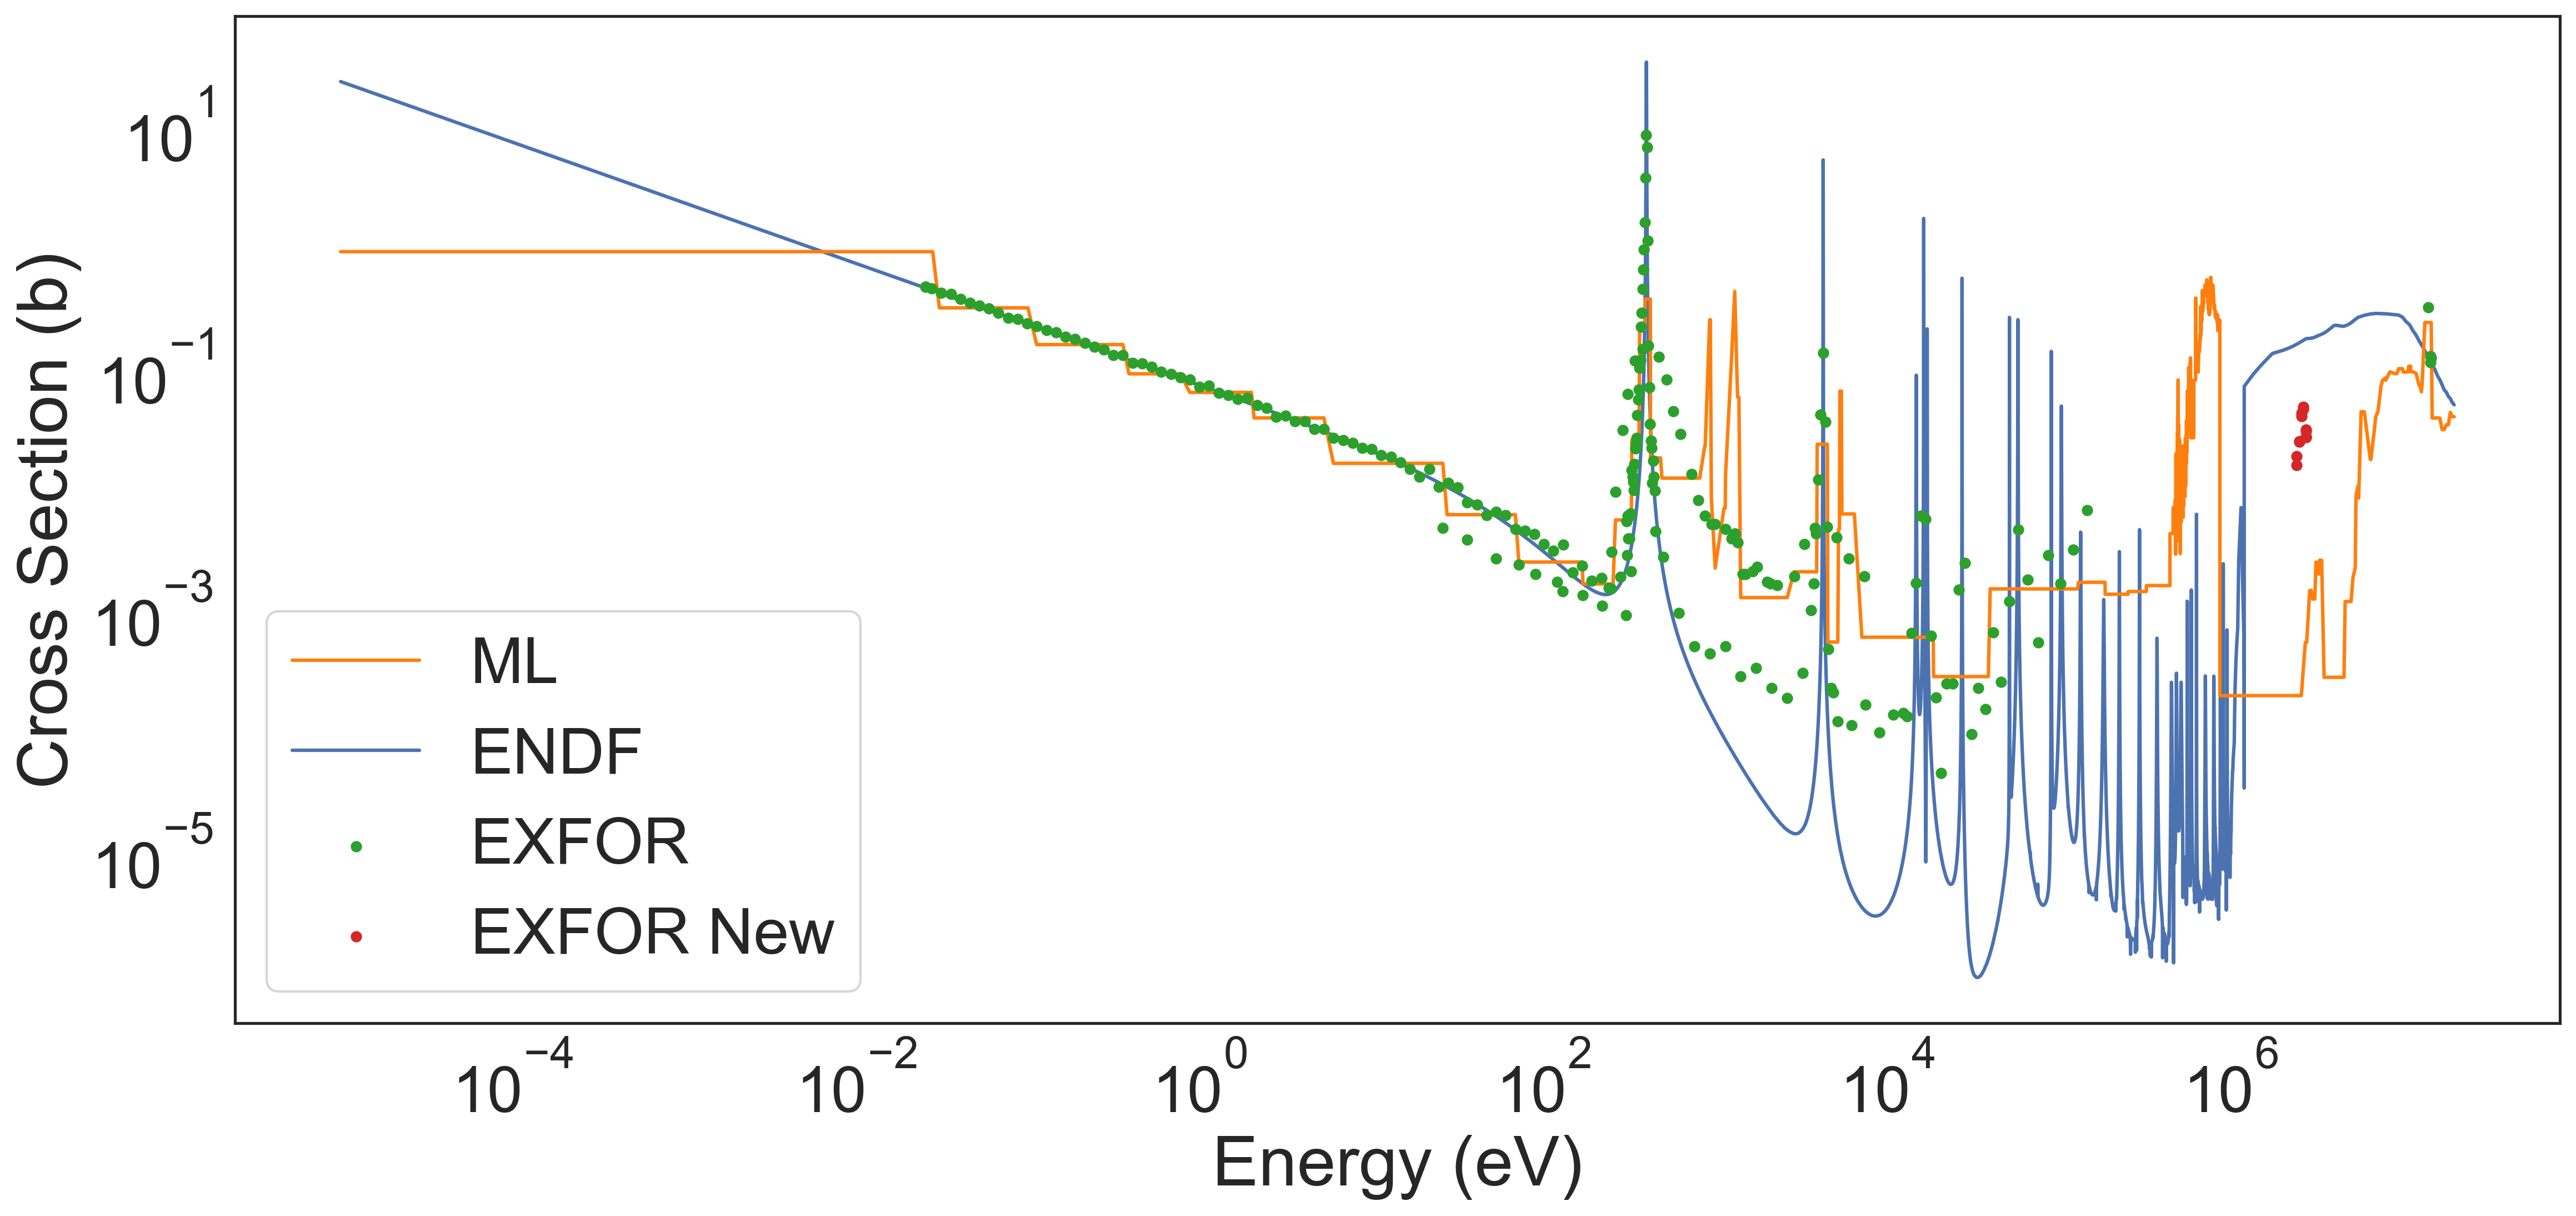 10^1
10^−1
10^−3
10^−5
Cross Section (b)
ML
ENDF
EXFOR
EXFOR New
10^−4 10^−2 10^0 10^2 10^4 10^6
Energy (eV)